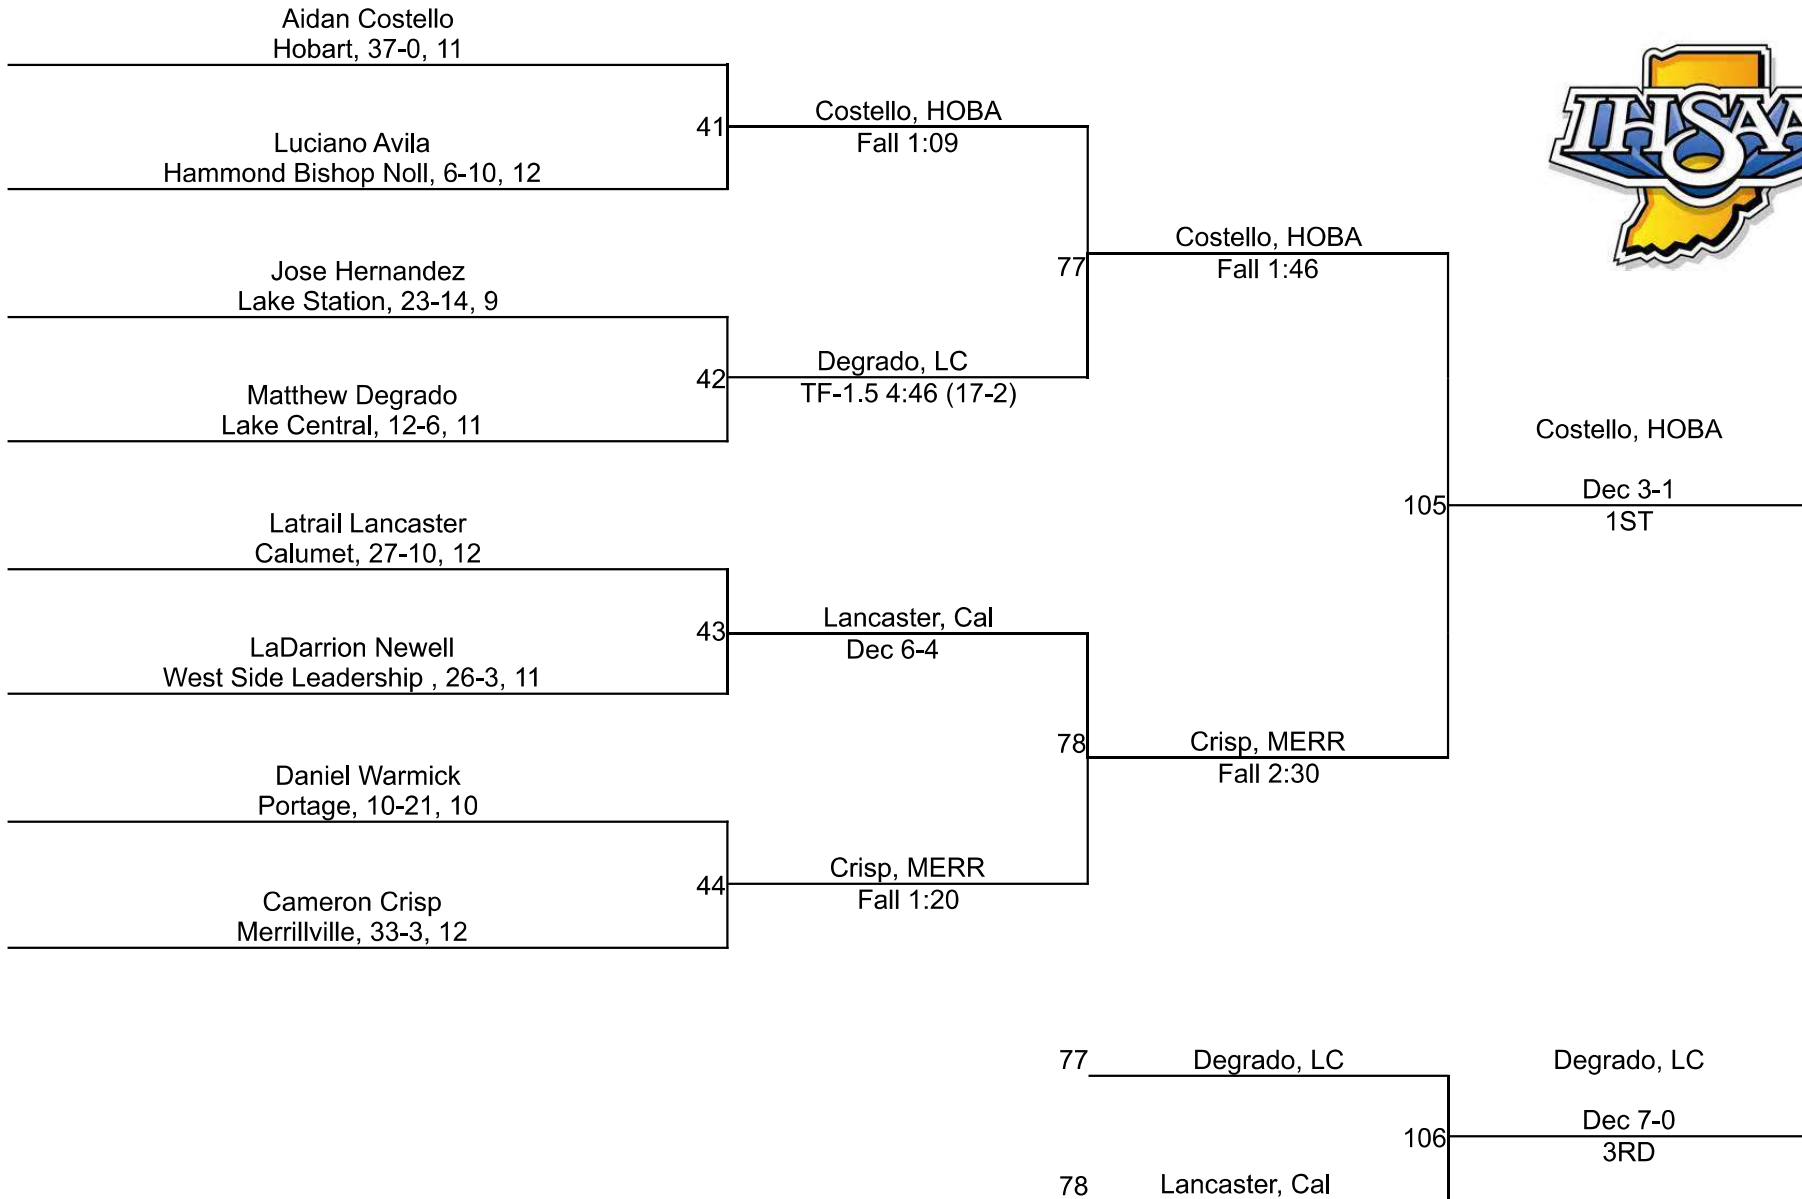 Aidan Costello
Hobart, 37-0, 11
Luciano Avila
Hammond Bishop Noll, 6-10, 12
41
Costello, HOBA
Fall 1:09
Jose Hernandez
Lake Station, 23-14, 9
Matthew Degrado
Lake Central, 12-6, 11
42
Degrado, LC
TF-1.5 4:46 (17-2)
77
Costello, HOBA
Fall 1:46
Latrail Lancaster
Calumet, 27-10, 12
LaDarrion Newell
West Side Leadership , 26-3, 11
43
Lancaster, Cal
Dec 6-4
Daniel Warmick
Portage, 10-21, 10
Cameron Crisp
Merrillville, 33-3, 12
44
Crisp, MERR
Fall 1:20
78
Crisp, MERR
Fall 2:30
105
Costello, HOBA
Dec 3-1
1ST
IHSAA
77
Degrado, LC
78
Lancaster, Cal
106
Degrado, LC
Dec 7-0
3RD